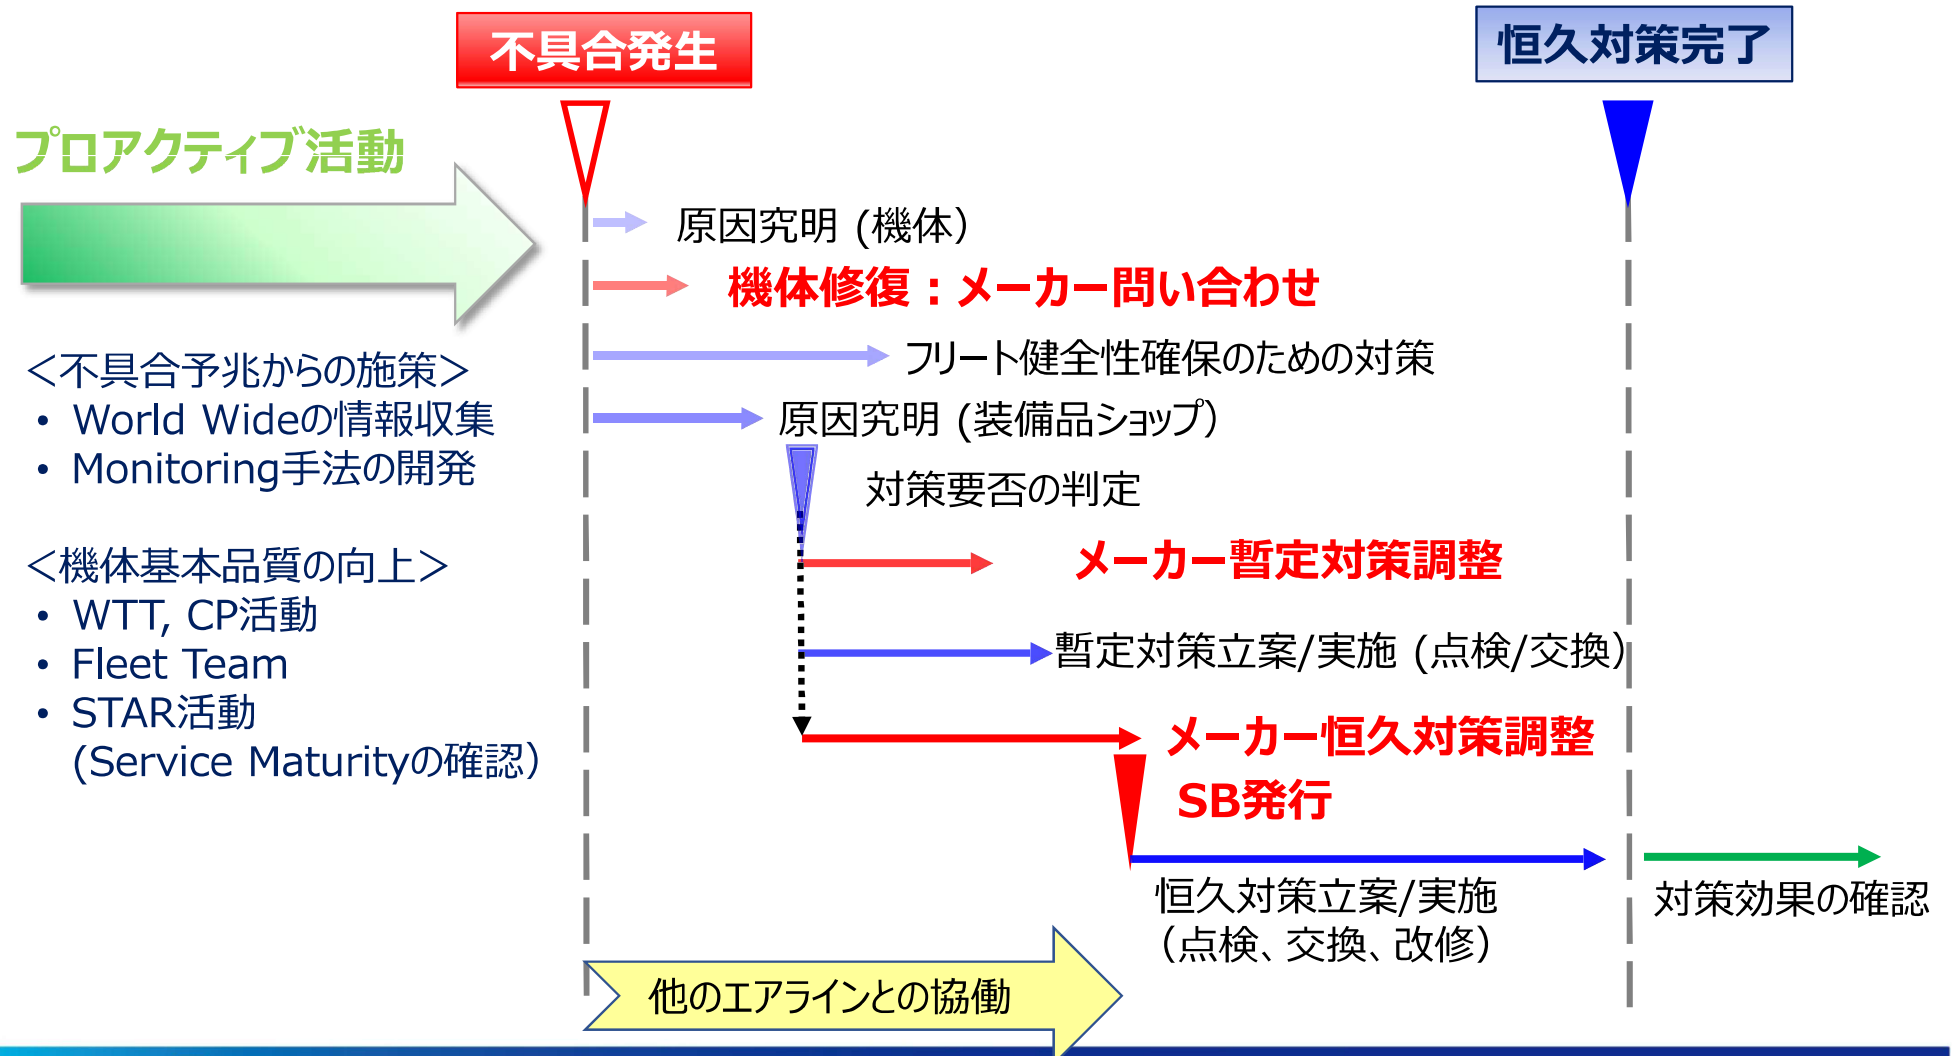 不具合発生
恒久対策完了
プロアクティブ活動
原因究明 (機体）
機体修復：メーカー問い合わせ
フリート健全性確保のための対策
原因究明 (装備品ショップ）
対策要否の判定
メーカー暫定対策調整
暫定対策立案/実施 (点検/交換）
メーカー恒久対策調整
SB発行
恒久対策立案/実施
（点検、交換、改修）
対策効果の確認
他のエアラインとの協働
＜不具合予兆からの施策＞
• World Wideの情報収集
• Monitoring手法の開発
＜機体基本品質の向上＞
• WTT, CP活動
• Fleet Team
• STAR活動
(Service Maturityの確認）